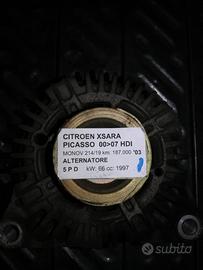 CITROEN XSARA
PICASSO 00>07 HDI
MONOV 214/19 km: 187.000 '03
ALTERNATORE
5 P D kW: 66 cc: 1997
subito